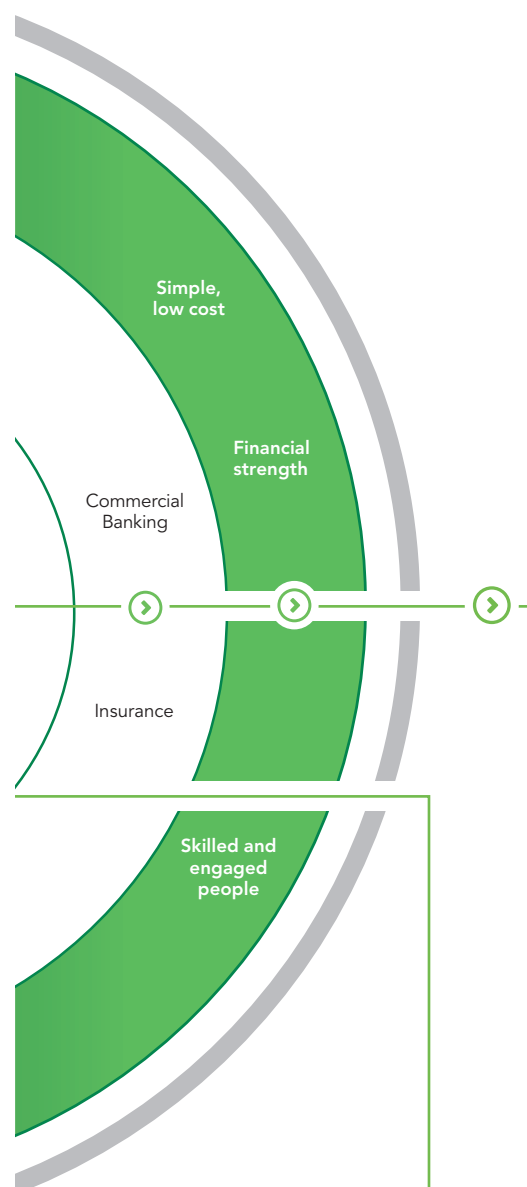 Simple,
low cost
Financial
strength
Commercial
Banking
Insurance
Skilled and
engaged
people